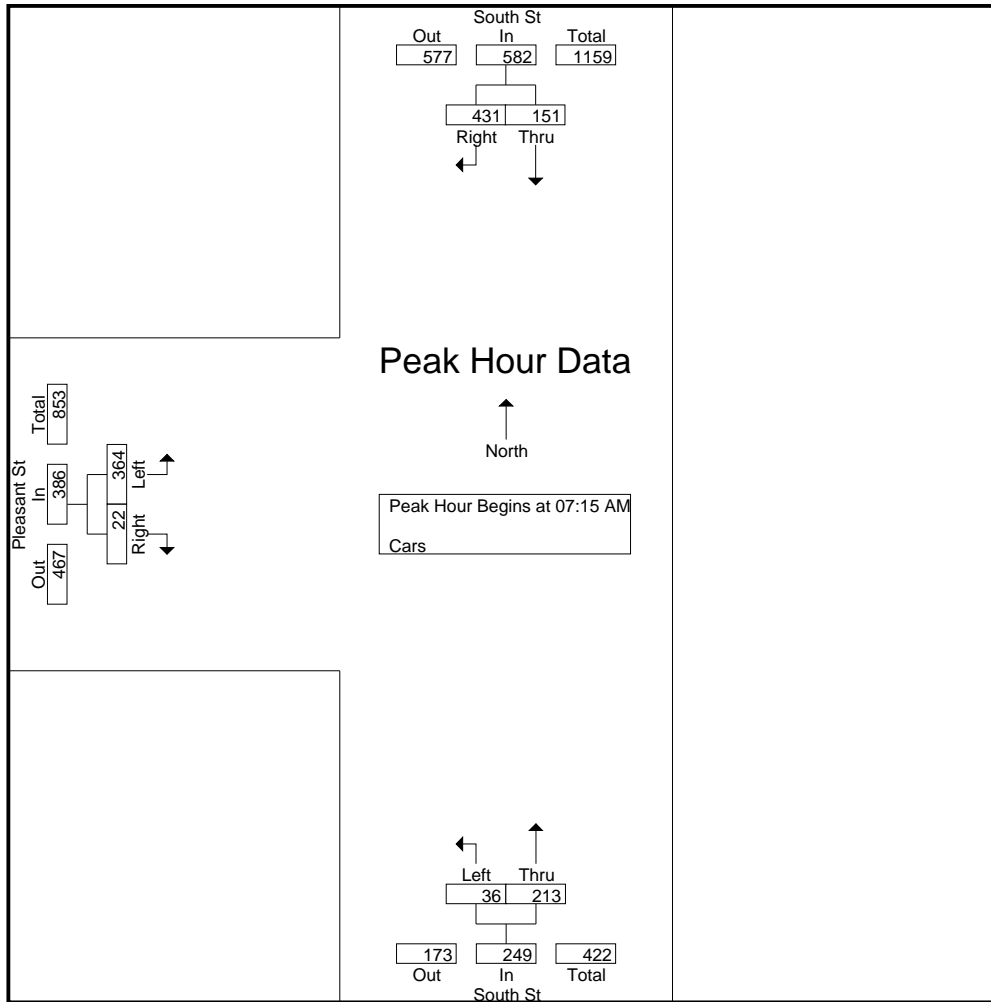 South St
Out In Total
577 582 1159
431 151
Right Thru
Peak Hour Data
North
Peak Hour Begins at 07:15 AM
Cars
Pleasant St
Out In Total
467 386 853
22 364
Right Left
Left Thru
36 213
173 249 422
Out In Total
South St